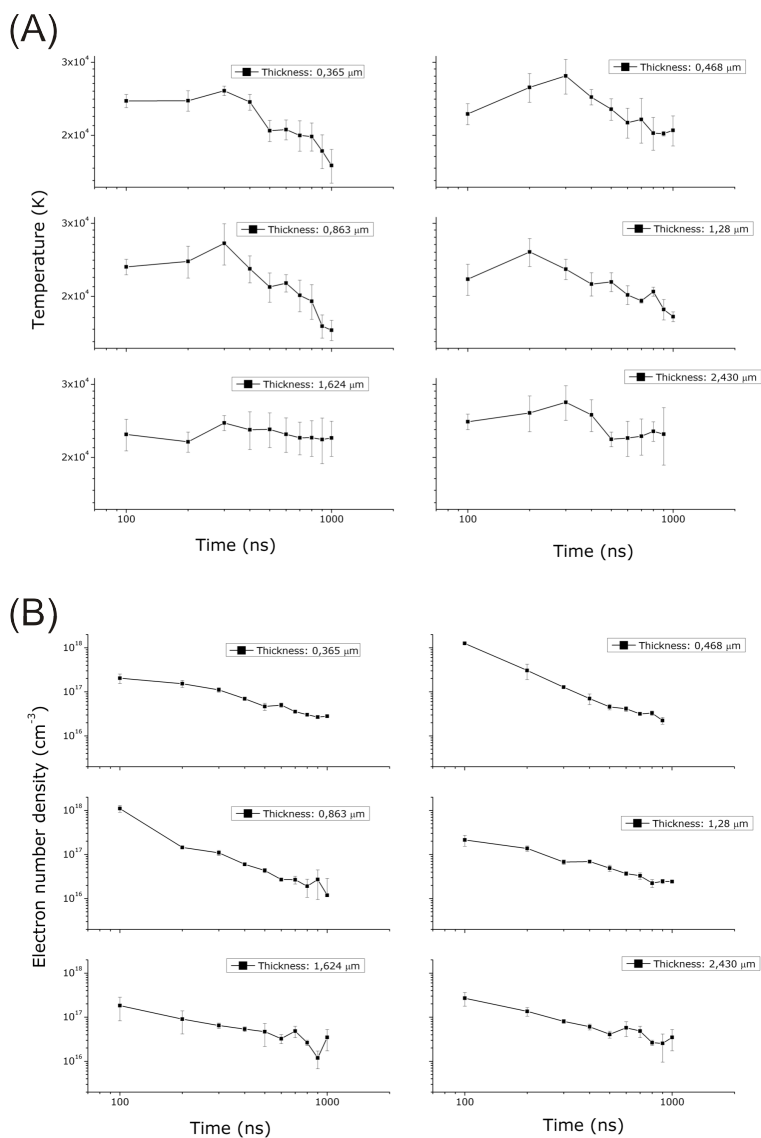 (A)
Thickness: 0,365 μm
Thickness: 0,468 μm
3x10⁴
2x10⁴
3x10⁴
2x10⁴
Thickness: 0,863 μm
Thickness: 1,28 μm
3x10⁴
2x10⁴
3x10⁴
2x10⁴
Thickness: 1,624 μm
Thickness: 2,430 μm
3x10⁴
2x10⁴
3x10⁴
2x10⁴
Temperature (K)
100 1000
100 1000
Time (ns)
Time (ns)
(B)
Thickness: 0,365 μm
Thickness: 0,468 μm
10¹⁸
10¹⁷
10¹⁶
10¹⁸
10¹⁷
10¹⁶
Thickness: 0,863 μm
Thickness: 1,28 μm
10¹⁸
10¹⁷
10¹⁶
10¹⁸
10¹⁷
10¹⁶
Thickness: 1,624 μm
Thickness: 2,430 μm
10¹⁸
10¹⁷
10¹⁶
10¹⁸
10¹⁷
10¹⁶
Electron number density (cm⁻³)
100 1000
100 1000
Time (ns)
Time (ns)